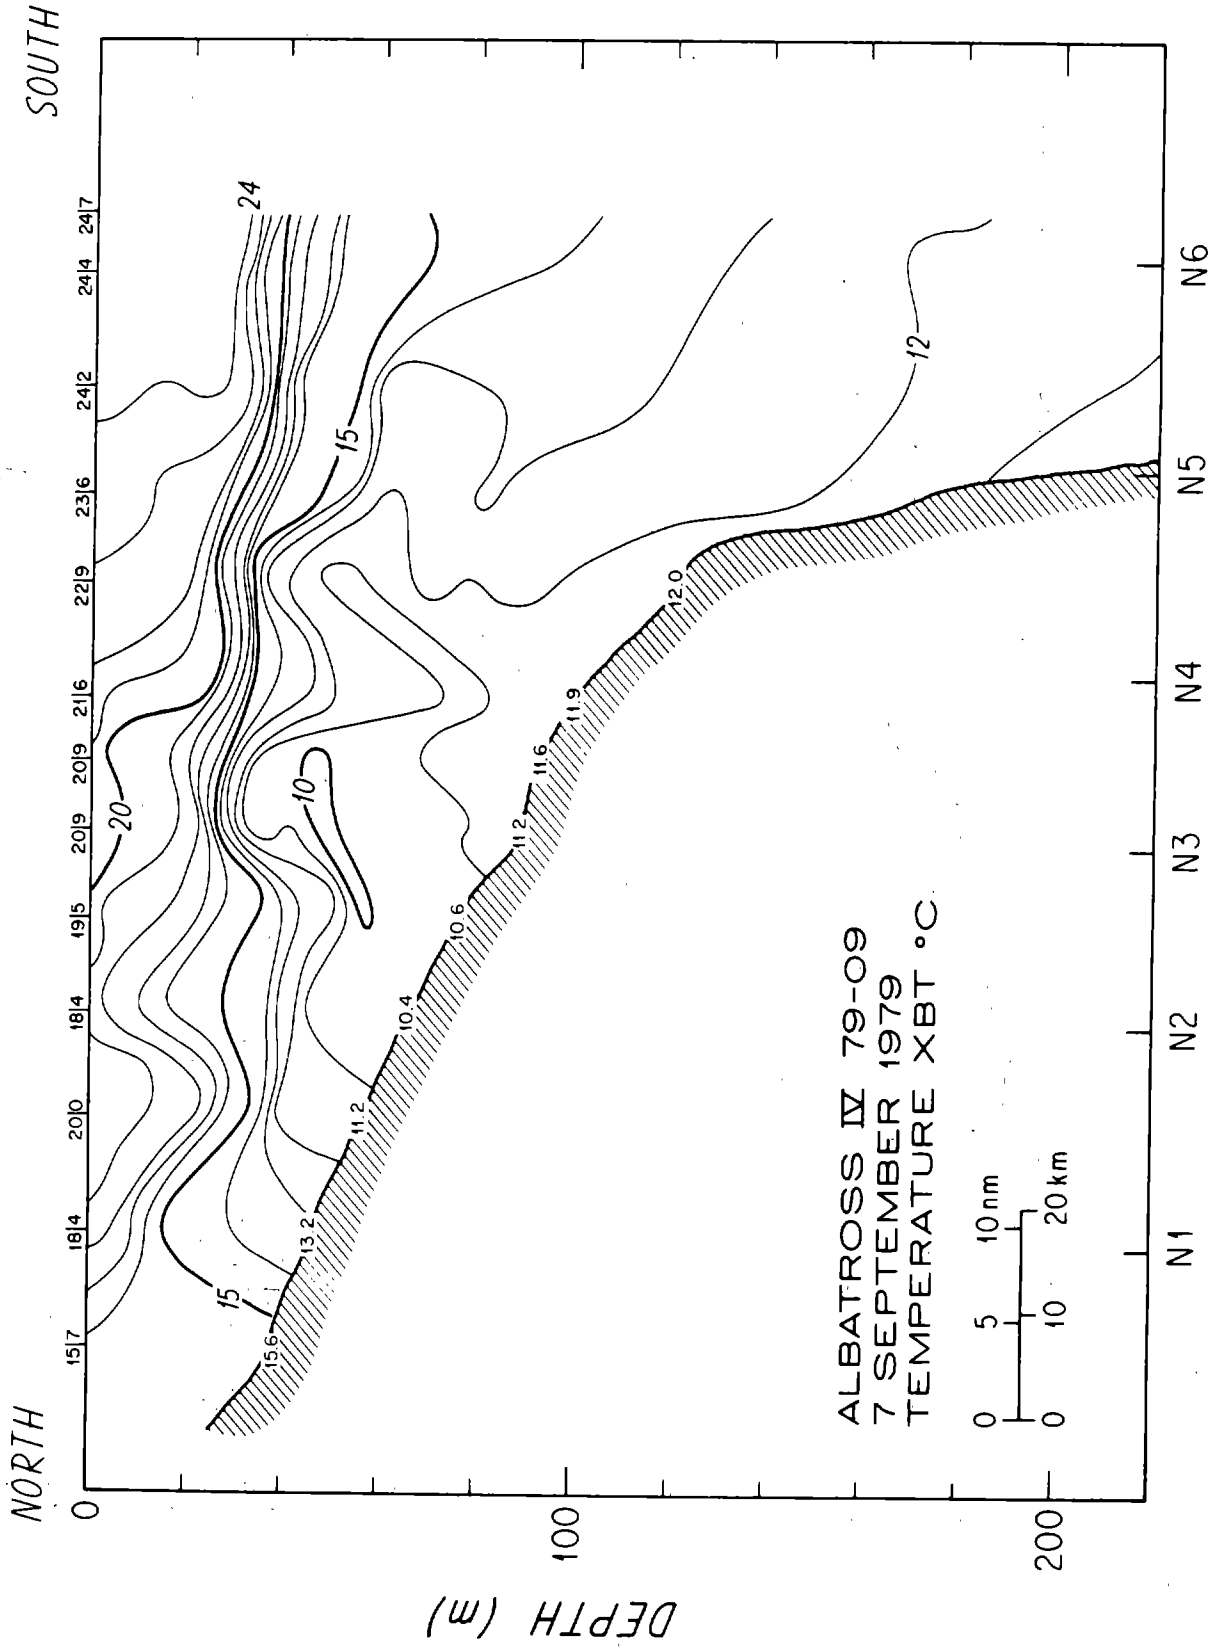 NORTH
SOUTH
15|7 18|4 20|0 18|4 19|5 20|9 20|9 21|6 22|9 23|6 24|2 24|4 24|7
0
100
200
DEPTH (m)
24
20
15
15
10
12
15.6
13.2
11.2
10.4
10.6
11.2
11.6
11.9
12.0
ALBATROSS IV 79-09
7 SEPTEMBER 1979
TEMPERATURE XBT °C
0 5 10 nm
0 10 20 km
N1 N2 N3 N4 N5 N6